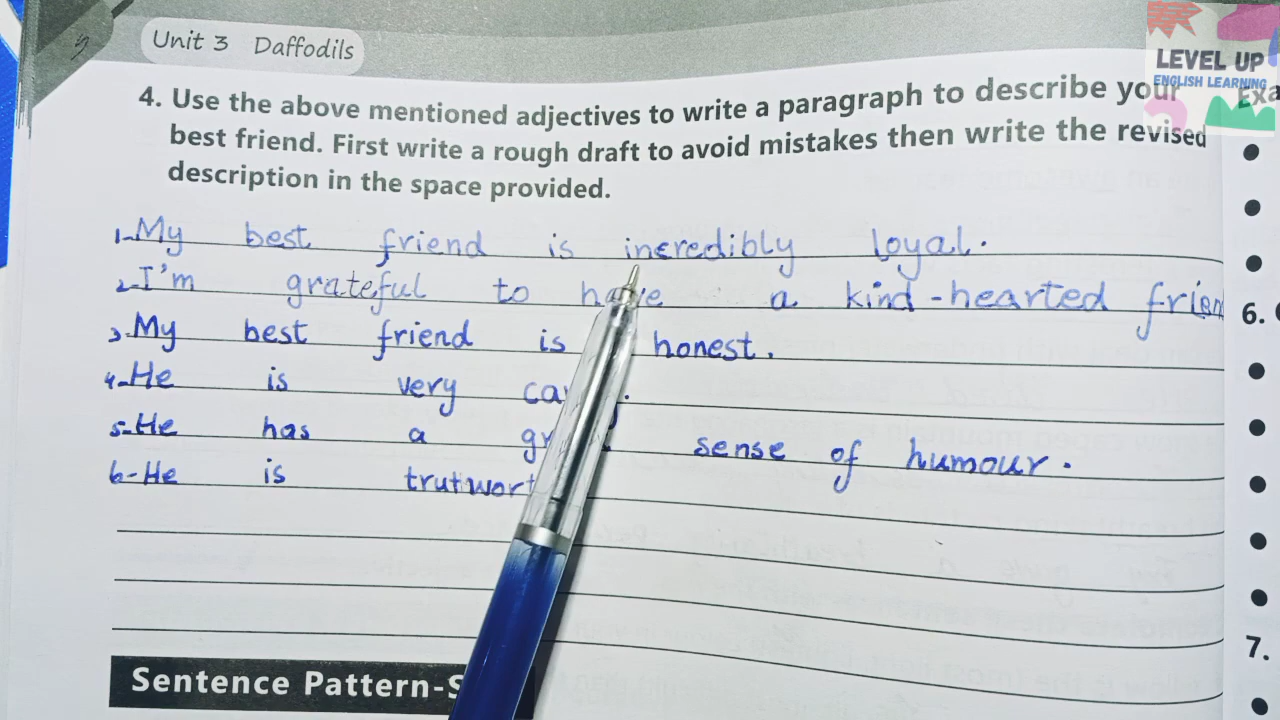 Unit 3 Daffodils
LEVEL UP
ENGLISH LEARNING
4. Use the above mentioned adjectives to write a paragraph to describe your
best friend. First write a rough draft to avoid mistakes then write the revised
description in the space provided.
1-My best friend is incredibly loyal.
2-I'm grateful to have a kind-hearted frien
3-My best friend is honest.
4-He is very
5-He has a sense of humour.
6-He is
6.
7.
Sentence Pattern-S